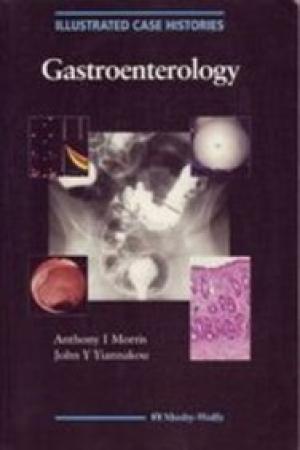 ILLUSTRATED CASE HISTORIES
Gastroenterology
Anthony I Morris
John Y Yiannakou
Mosby-Wolfe